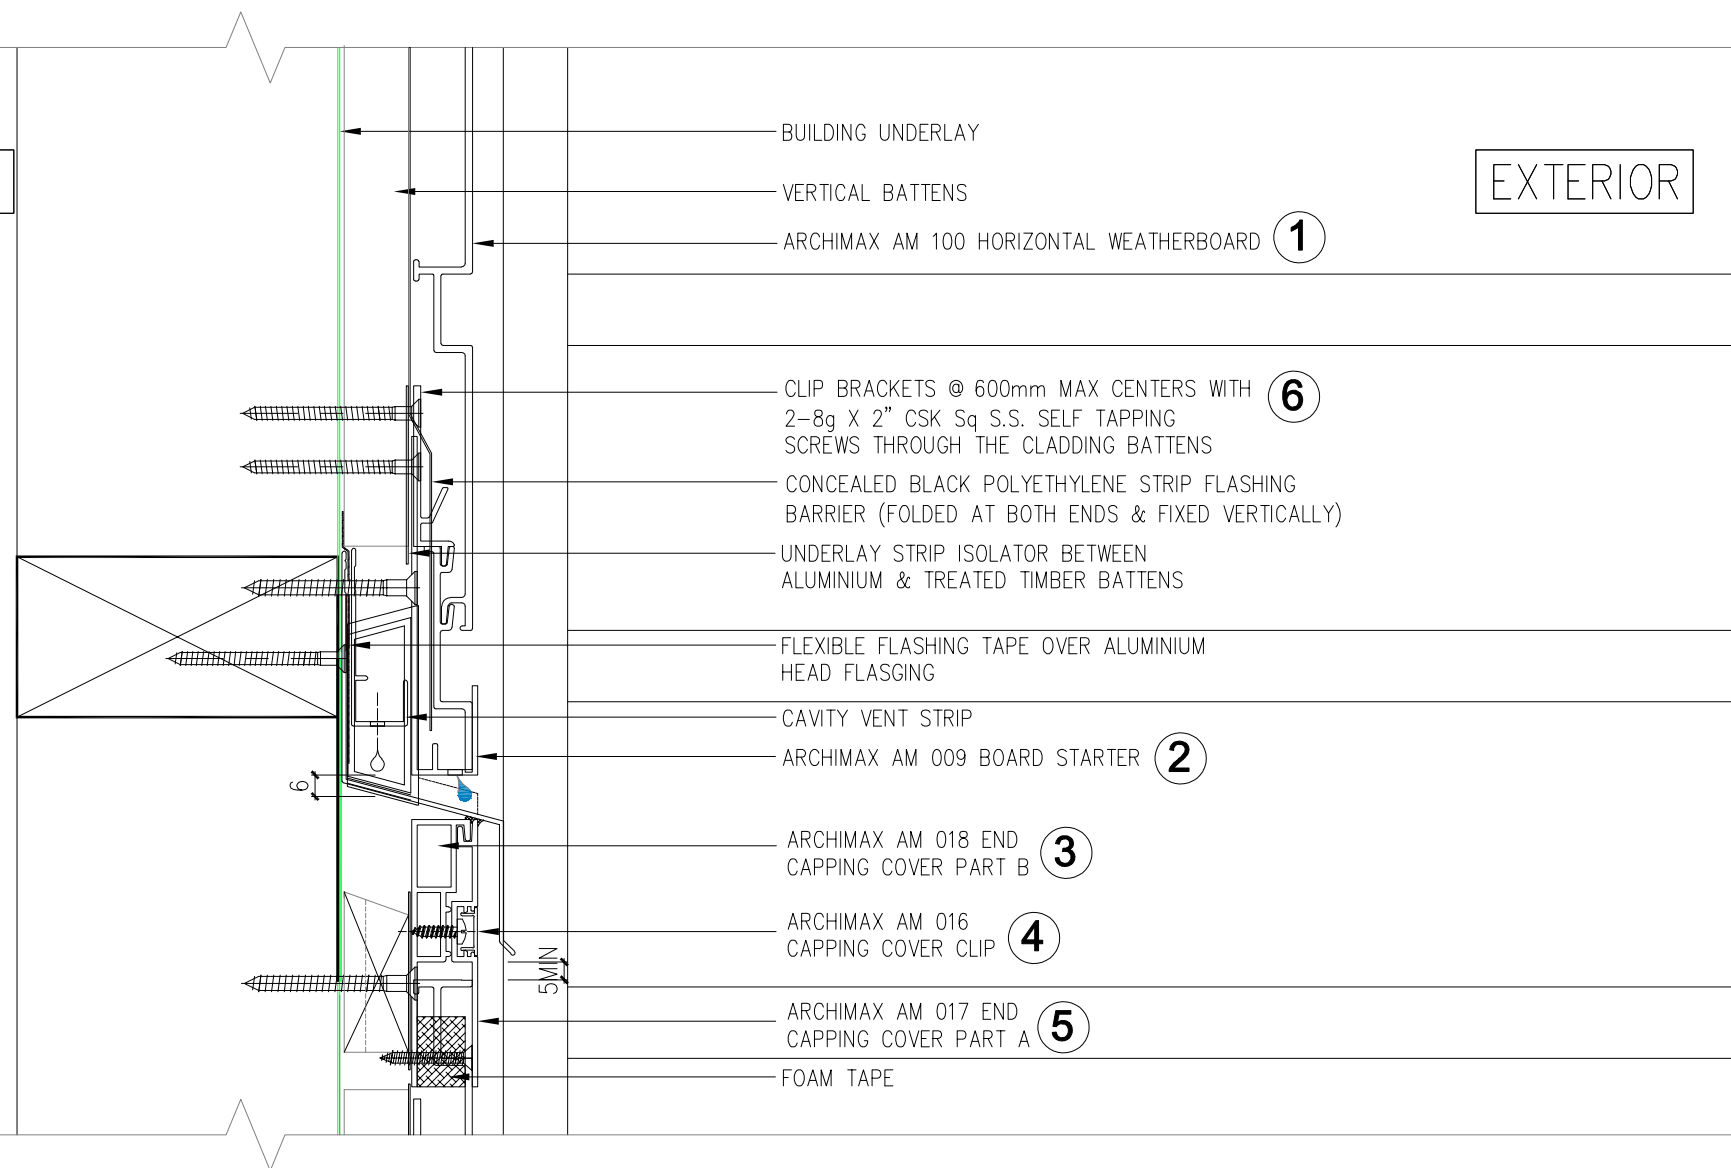 BUILDING UNDERLAY
VERTICAL BATTENS
EXTERIOR
ARCHIMAX AM 100 HORIZONTAL WEATHERBOARD 1
CLIP BRACKETS @ 600mm MAX CENTERS WITH 6
2-8g X 2" CSK Sq S.S. SELF TAPPING
SCREWS THROUGH THE CLADDING BATTENS
CONCEALED BLACK POLYETHYLENE STRIP FLASHING
BARRIER (FOLDED AT BOTH ENDS & FIXED VERTICALLY)
UNDERLAY STRIP ISOLATOR BETWEEN
ALUMINIUM & TREATED TIMBER BATTENS
FLEXIBLE FLASHING TAPE OVER ALUMINIUM
HEAD FLASGING
CAVITY VENT STRIP
ARCHIMAX AM 009 BOARD STARTER 2
6
ARCHIMAX AM 018 END
CAPPING COVER PART B 3
ARCHIMAX AM 016
CAPPING COVER CLIP 4
5MIN
ARCHIMAX AM 017 END
CAPPING COVER PART A 5
FOAM TAPE